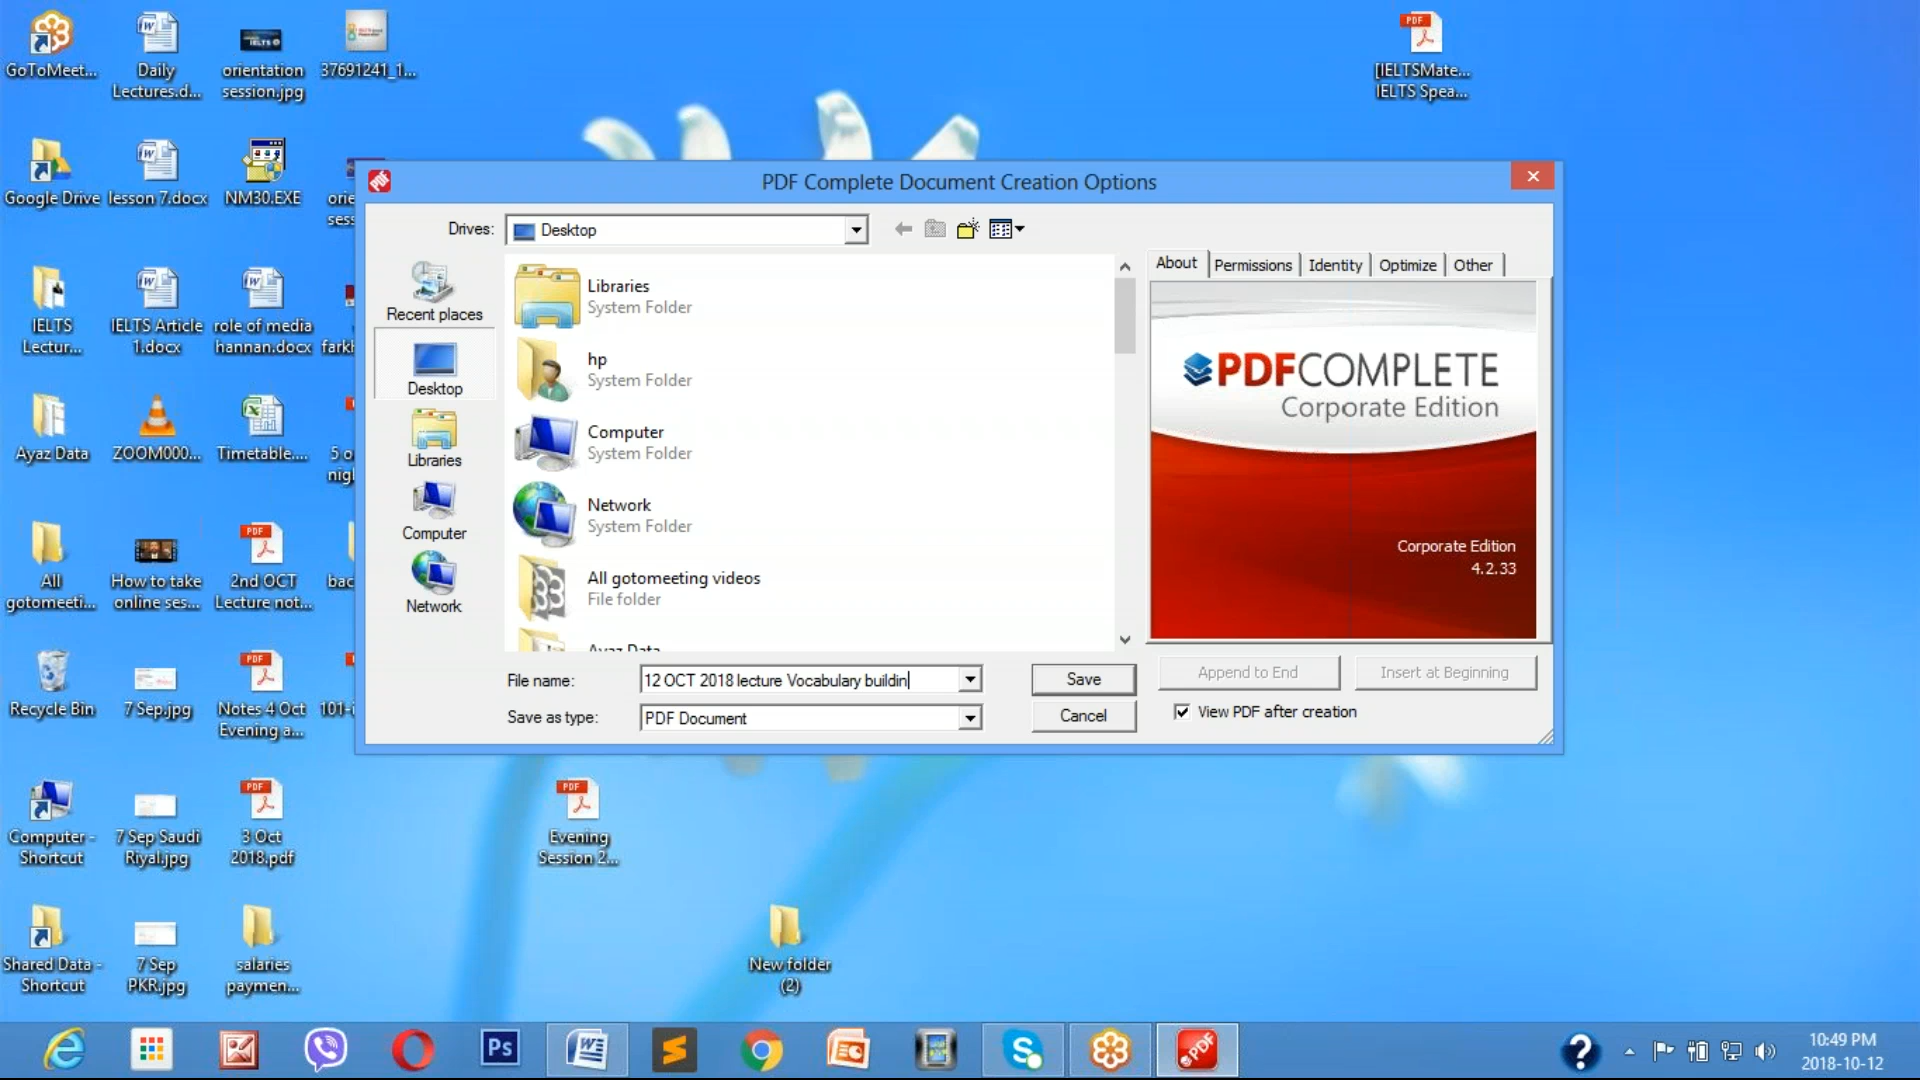 GoToMeet...
Daily
Lectures.d...
orientation
session.jpg
37691241_1...
[IELTSMate...
IELTS Spea...
Google Drive
lesson 7.docx
NM30.EXE
IELTS
Lectur...
IELTS Article
1.docx
role of media
hannan.docx
Ayaz Data
ZOOM000...
Timetable....
All
gotomeeti...
How to take
online ses...
2nd OCT
Lecture not...
Recycle Bin
7 Sep.jpg
Notes 4 Oct
Evening a...
Computer -
Shortcut
7 Sep Saudi
Riyal.jpg
3 Oct
2018.pdf
Evening
Session 2...
Shared Data -
Shortcut
7 Sep
PKR.jpg
salaries
paymen...
New folder
(2)
PDF Complete Document Creation Options
Drives:
Desktop
Recent places
Desktop
Libraries
Computer
Network
Libraries
System Folder
hp
System Folder
Computer
System Folder
Network
System Folder
All gotomeeting videos
File folder
Ayaz Data
About
Permissions
Identity
Optimize
Other
PDFCOMPLETE
Corporate Edition
Corporate Edition
4.2.33
File name:
12 OCT 2018 lecture Vocabulary buildin
Save
Append to End
Insert at Beginning
Save as type:
PDF Document
Cancel
View PDF after creation
Ps
10:49 PM
2018-10-12